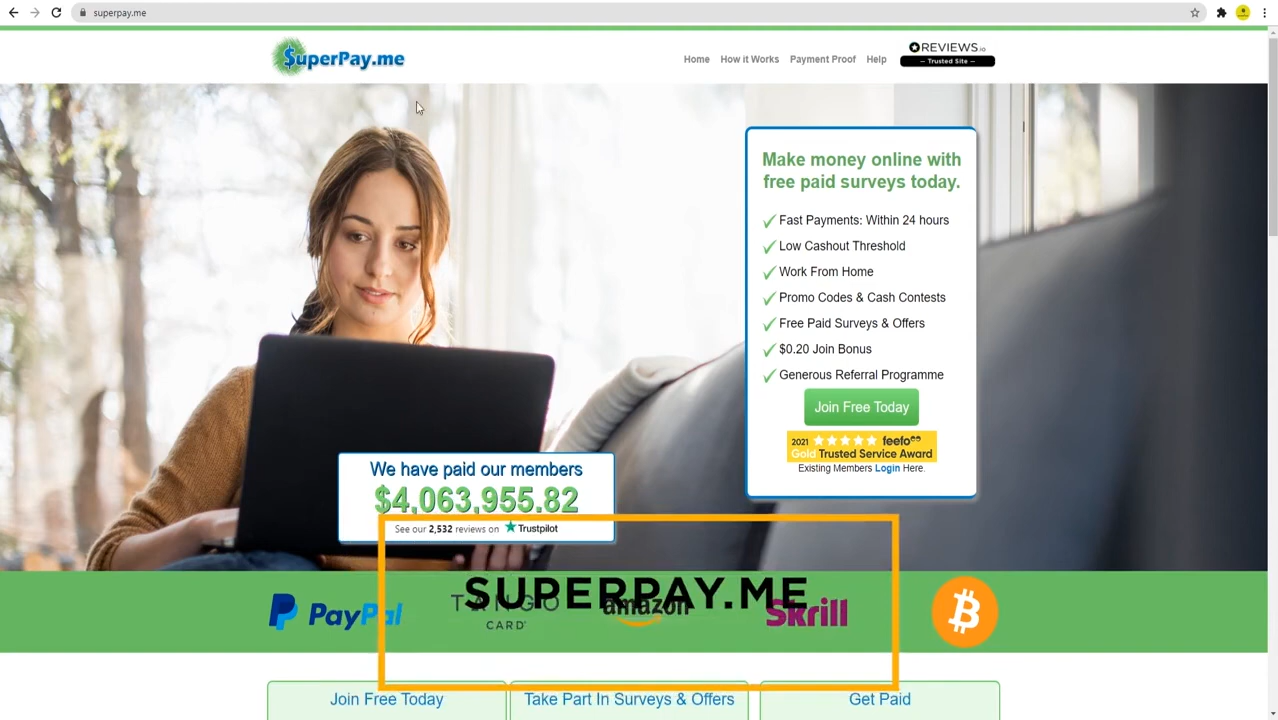 superpay.me
$uperPay.me
Home
How it Works
Payment Proof
Help
REVIEWS.io
— Trusted Site —
Make money online with
free paid surveys today.
Fast Payments: Within 24 hours
Low Cashout Threshold
Work From Home
Promo Codes & Cash Contests
Free Paid Surveys & Offers
$0.20 Join Bonus
Generous Referral Programme
Join Free Today
2021 feefo
Gold Trusted Service Award
Existing Members Login Here.
We have paid our members
$4,063,955.82
See our 2,532 reviews on Trustpilot
SUPERPAY.ME
PayPal
TANGO
CARD
amazon
Skrill
Join Free Today
Take Part In Surveys & Offers
Get Paid